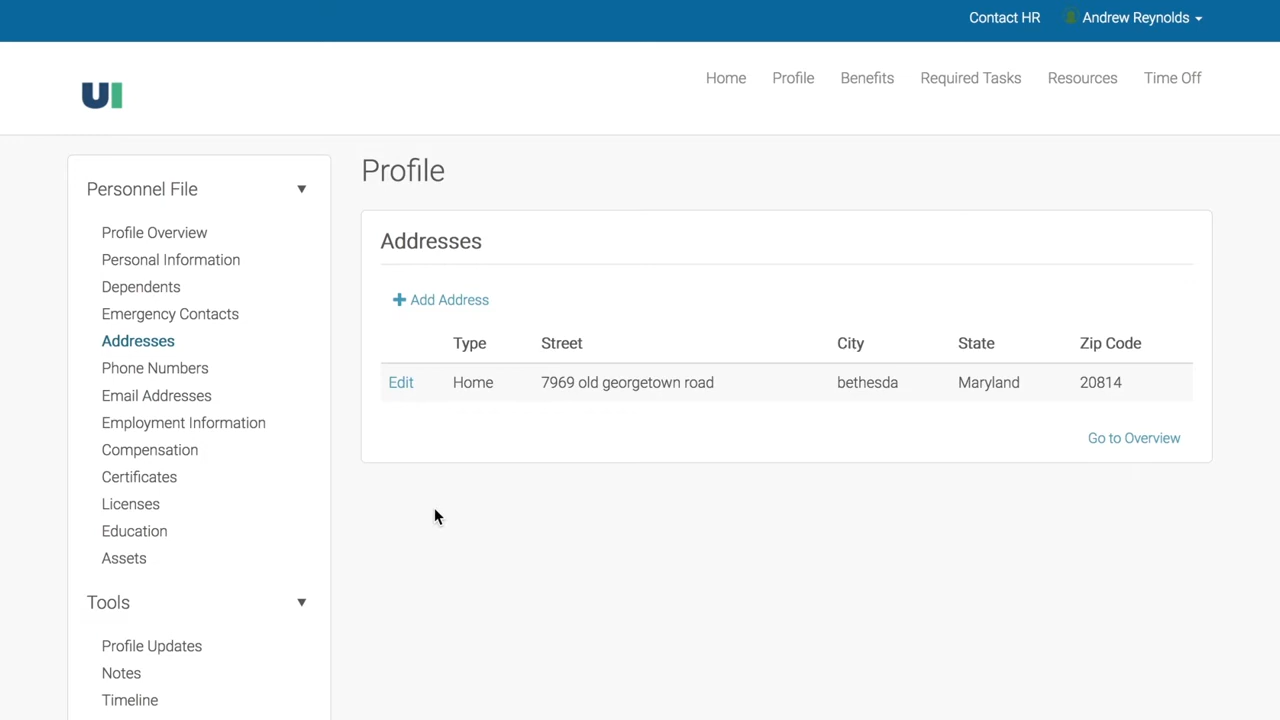 Contact HR Andrew Reynolds
UI
Home Profile Benefits Required Tasks Resources Time Off
Personnel File
Profile Overview
Personal Information
Dependents
Emergency Contacts
Addresses
Phone Numbers
Email Addresses
Employment Information
Compensation
Certificates
Licenses
Education
Assets
Tools
Profile Updates
Notes
Timeline
Profile
Addresses
Add Address
Type Street City State Zip Code
Edit Home 7969 old georgetown road bethesda Maryland 20814
Go to Overview